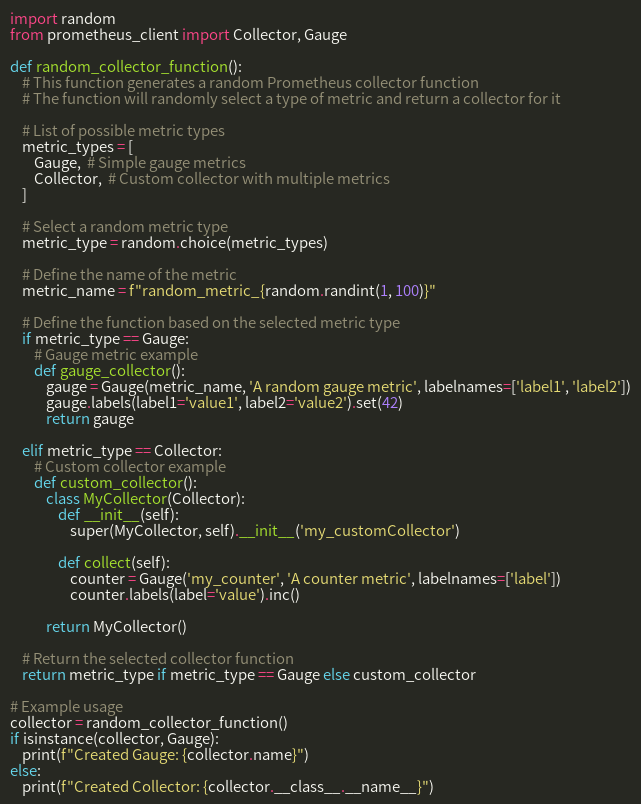 import random
from prometheus_client import Collector, Gauge

def random_collector_function():
    # This function generates a random Prometheus collector function
    # The function will randomly select a type of metric and return a collector for it

    # List of possible metric types
    metric_types = [
        Gauge,  # Simple gauge metrics
        Collector,  # Custom collector with multiple metrics
    ]

    # Select a random metric type
    metric_type = random.choice(metric_types)

    # Define the name of the metric
    metric_name = f"random_metric_{random.randint(1, 100)}"

    # Define the function based on the selected metric type
    if metric_type == Gauge:
        # Gauge metric example
        def gauge_collector():
            gauge = Gauge(metric_name, 'A random gauge metric', labelnames=['label1', 'label2'])
            gauge.labels(label1='value1', label2='value2').set(42)
            return gauge

    elif metric_type == Collector:
        # Custom collector example
        def custom_collector():
            class MyCollector(Collector):
                def __init__(self):
                    super(MyCollector, self).__init__('my_customCollector')

                def collect(self):
                    counter = Gauge('my_counter', 'A counter metric', labelnames=['label'])
                    counter.labels(label='value').inc()

            return MyCollector()

    # Return the selected collector function
    return metric_type if metric_type == Gauge else custom_collector

# Example usage
collector = random_collector_function()
if isinstance(collector, Gauge):
    print(f"Created Gauge: {collector.name}")
else:
    print(f"Created Collector: {collector.__class__.__name__}")